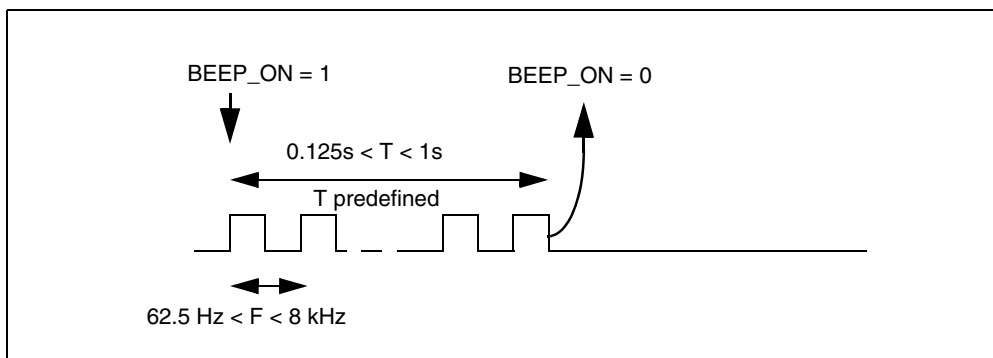 BEEP_ON = 1
BEEP_ON = 0
0.125s < T < 1s
T predefined
62.5 Hz < F < 8 kHz